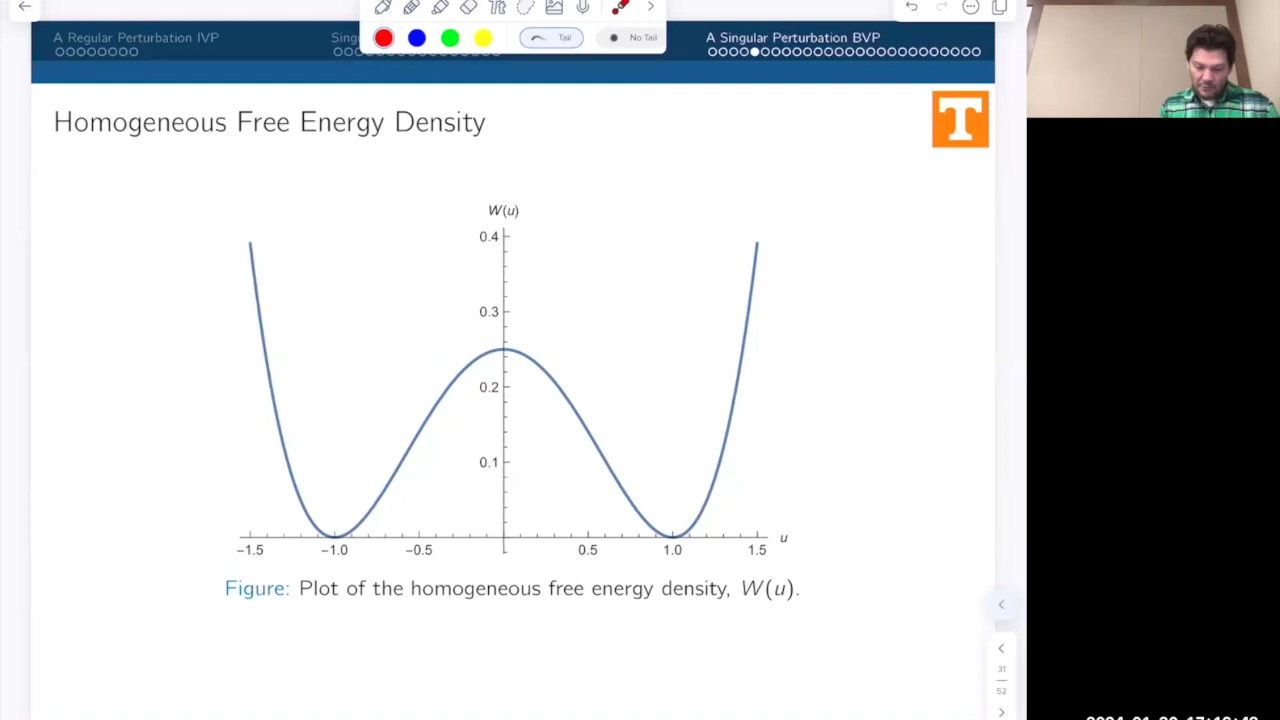 A Regular Perturbation IVP
Tail
No Tail
A Singular Perturbation BVP
Homogeneous Free Energy Density
T
W(u)
0.4
0.3
0.2
0.1
−1.5 −1.0 −0.5 0.5 1.0 1.5 u
Figure: Plot of the homogeneous free energy density, W(u).
31
52